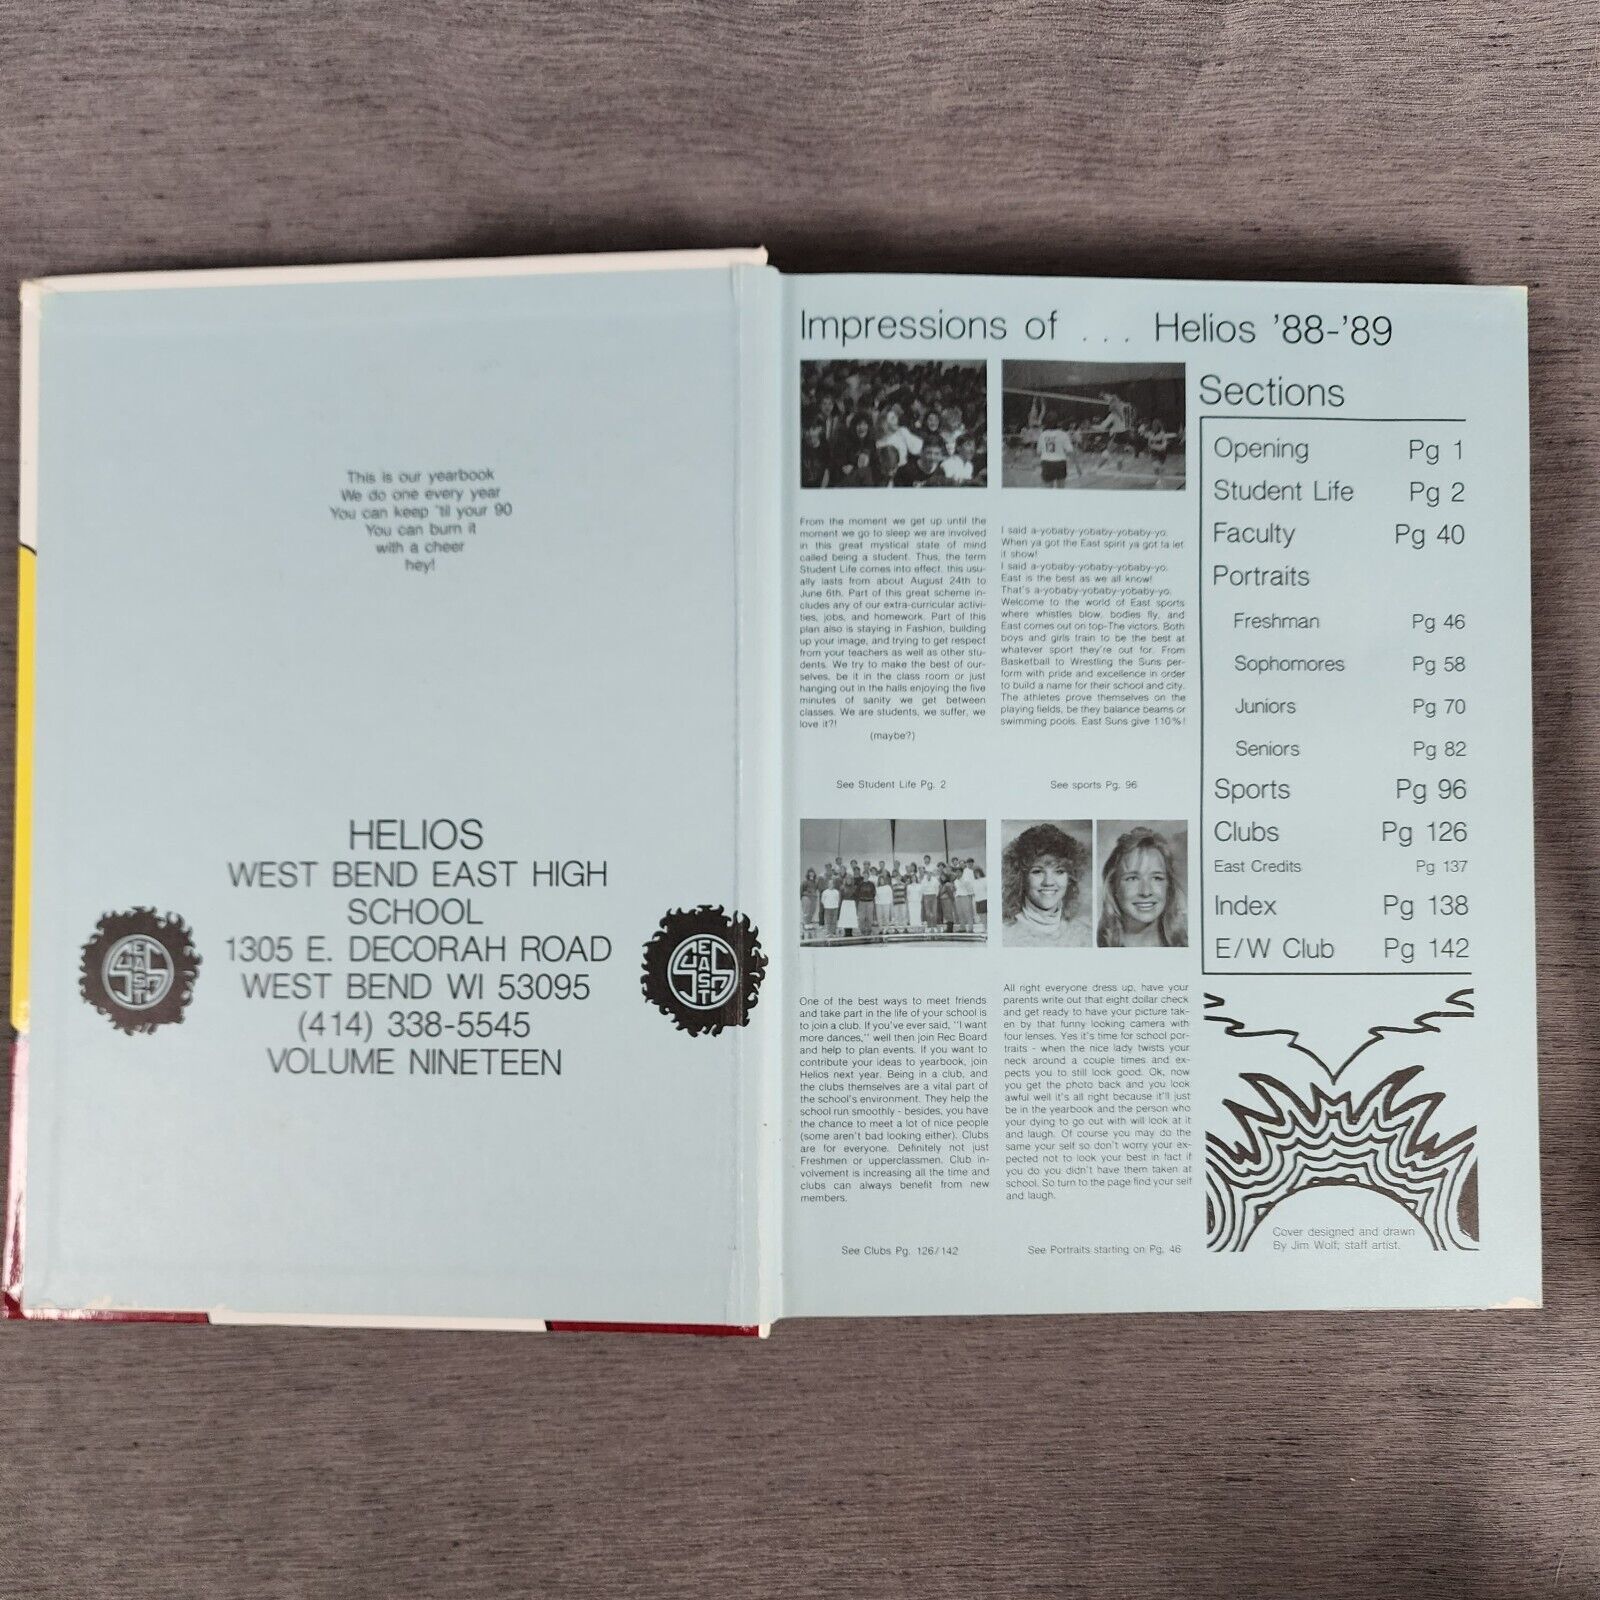 This is our yearbook
We do one every year
You can keep 'til your 90
You can burn it
with a cheer
hey!
HELIOS
WEST BEND EAST HIGH
SCHOOL
1305 E. DECORAH ROAD
WEST BEND WI 53095
(414) 338-5545
VOLUME NINETEEN
SUNS
EAST
SUNS
EAST
Impressions of . . . Helios '88-'89
From the moment we get up until the
moment we go to sleep we are involved
in this great mystical state of mind
called being a student. Thus, the term
Student Life comes into effect, this usu-
ally lasts from about August 24th to
June 6th. Part of this great scheme in-
cludes any of our extra-curricular activi-
ties, jobs, and homework. Part of this
plan also is staying in Fashion, building
up your image, and trying to get respect
from your teachers as well as other stu-
dents. We try to make the best of our-
selves, be it in the class room or just
hanging out in the halls enjoying the five
minutes of sanity we get between
classes. We are students, we suffer, we
love it?!
(maybe?)
See Student Life Pg. 2
13
I said a-yobaby-yobaby-yobaby-yo.
When ya got the East spirit ya got ta let
it show!
I said a-yobaby-yobaby-yobaby-yo.
East is the best as we all know!
That's a-yobaby-yobaby-yobaby-yo.
Welcome to the world of East sports
where whistles blow, bodies fly, and
East comes out on top-The victors. Both
boys and girls train to be the best at
whatever sport they're out for. From
Basketball to Wrestling the Suns per-
form with pride and excellence in order
to build a name for their school and city.
The athletes prove themselves on the
playing fields, be they balance beams or
swimming pools. East Suns give 110%!
See sports Pg. 96
One of the best ways to meet friends
and take part in the life of your school is
to join a club. If you've ever said, "I want
more dances," well then join Rec Board
and help to plan events. If you want to
contribute your ideas to yearbook, join
Helios next year. Being in a club, and
the clubs themselves are a vital part of
the school's environment. They help the
school run smoothly - besides, you have
the chance to meet a lot of nice people
(some aren't bad looking either). Clubs
are for everyone. Definitely not just
Freshmen or upperclassmen. Club in-
volvement is increasing all the time and
clubs can always benefit from new
members.
See Clubs Pg. 126/142
All right everyone dress up, have your
parents write out that eight dollar check
and get ready to have your picture tak-
en by that funny looking camera with
four lenses. Yes it's time for school por-
traits - when the nice lady twists your
neck around a couple times and ex-
pects you to still look good. Ok, now
you get the photo back and you look
awful well it's all right because it'll just
be in the yearbook and the person who
your dying to go out with will look at it
and laugh. Of course you may do the
same your self so don't worry your ex-
pected not to look your best in fact if
you do you didn't have them taken at
school. So turn to the page find your self
and laugh.
See Portraits starting on Pg. 46
Sections
Opening Pg 1
Student Life Pg 2
Faculty Pg 40
Portraits
Freshman Pg 46
Sophomores Pg 58
Juniors Pg 70
Seniors Pg 82
Sports Pg 96
Clubs Pg 126
East Credits Pg 137
Index Pg 138
E/W Club Pg 142
Cover designed and drawn
By Jim Wolf; staff artist.